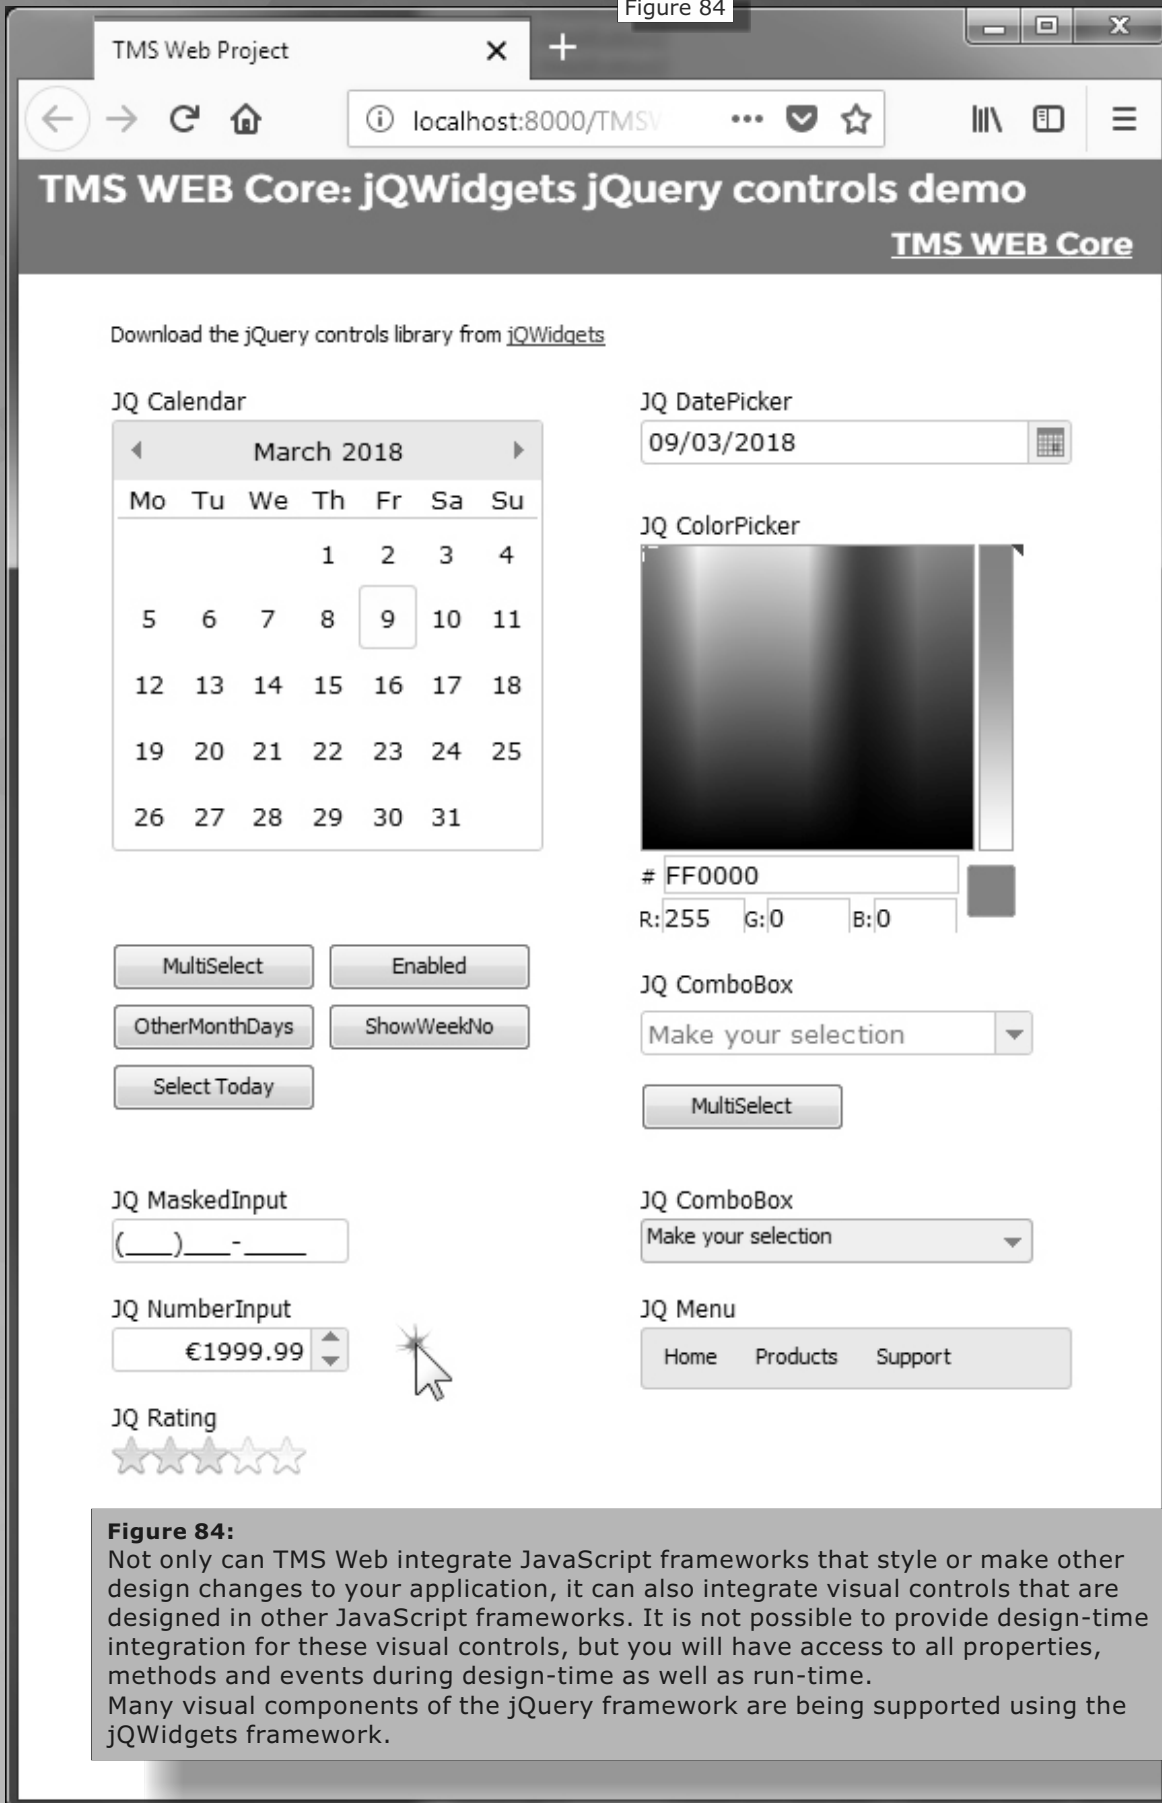 Figure 84
TMS Web Project
localhost:8000/TMSV
TMS WEB Core: jQWidgets jQuery controls demo
TMS WEB Core
Download the jQuery controls library from jQWidgets
JQ Calendar
March 2018
Mo Tu We Th Fr Sa Su
1 2 3 4
5 6 7 8 9 10 11
12 13 14 15 16 17 18
19 20 21 22 23 24 25
26 27 28 29 30 31
MultiSelect Enabled
OtherMonthDays ShowWeekNo
Select Today
JQ MaskedInput
(___)___-____
JQ NumberInput
€1999.99
JQ Rating
JQ DatePicker
09/03/2018
JQ ColorPicker
# FF0000
R: 255 G: 0 B: 0
JQ ComboBox
Make your selection
MultiSelect
JQ ComboBox
Make your selection
JQ Menu
Home Products Support
Figure 84:
Not only can TMS Web integrate JavaScript frameworks that style or make other
design changes to your application, it can also integrate visual controls that are
designed in other JavaScript frameworks. It is not possible to provide design-time
integration for these visual controls, but you will have access to all properties,
methods and events during design-time as well as run-time.
Many visual components of the jQuery framework are being supported using the
jQWidgets framework.